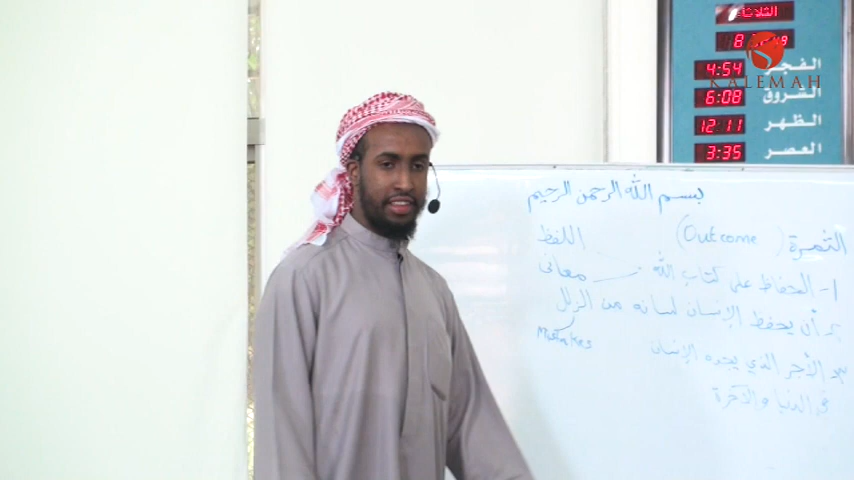 الثلاثاء
18
4:54 الفجر
KALEMAH
6:08 الشروق
12:11 الظهر
3:35 العصر
بسم الله الرحمن الرحيم
الثمرة (Outcome) اللفظ
١- الحفاظ على كتاب الله معانى
٢- أن يحفظ الإنسان لسانه من الزلل
Mistakes
٣- الأجر الذي يجده الإنسان
في الدنيا والآخرة